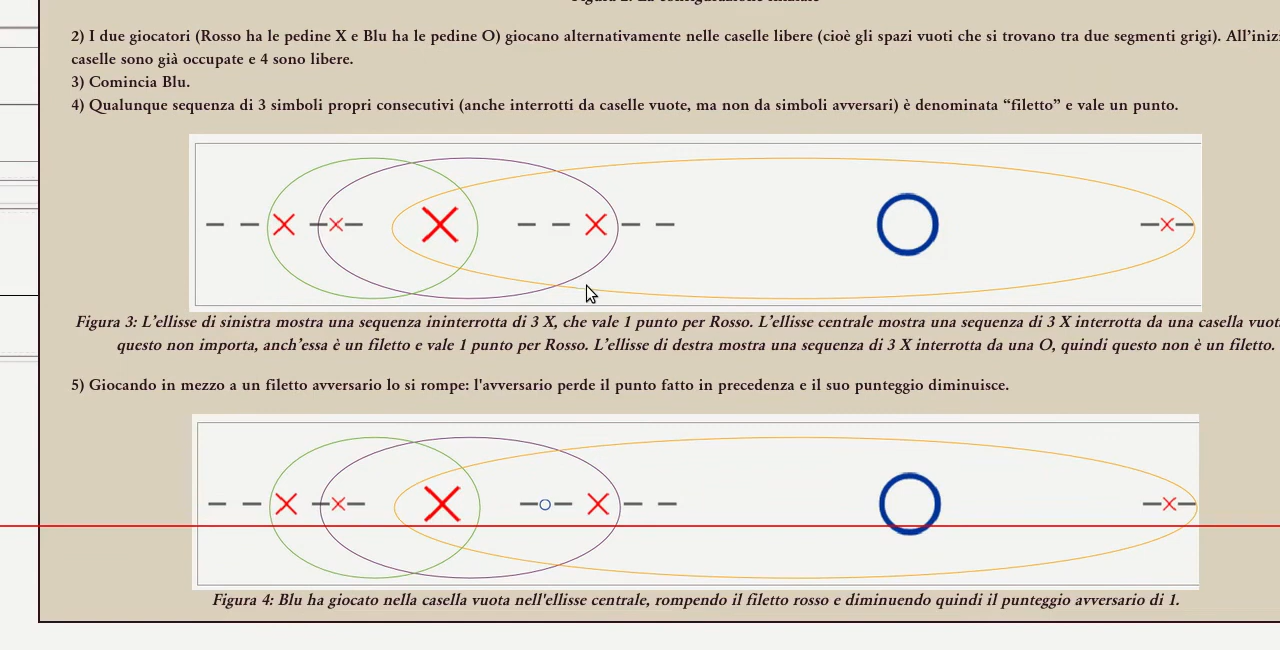 2) I due giocatori (Rosso ha le pedine X e Blu ha le pedine O) giocano alternativamente nelle caselle libere (cioè gli spazi vuoti che si trovano tra due segmenti grigi). All'iniz
caselle sono già occupate e 4 sono libere.
3) Comincia Blu.
4) Qualunque sequenza di 3 simboli propri consecutivi (anche interrotti da caselle vuote, ma non da simboli avversari) è denominata “filetto” e vale un punto.
Figura 3: L'ellisse di sinistra mostra una sequenza ininterrotta di 3 X, che vale 1 punto per Rosso. L'ellisse centrale mostra una sequenza di 3 X interrotta da una casella vuot
questo non importa, anch'essa è un filetto e vale 1 punto per Rosso. L'ellisse di destra mostra una sequenza di 3 X interrotta da una O, quindi questo non è un filetto.
5) Giocando in mezzo a un filetto avversario lo si rompe: l'avversario perde il punto fatto in precedenza e il suo punteggio diminuisce.
Figura 4: Blu ha giocato nella casella vuota nell'ellisse centrale, rompendo il filetto rosso e diminuendo quindi il punteggio avversario di 1.